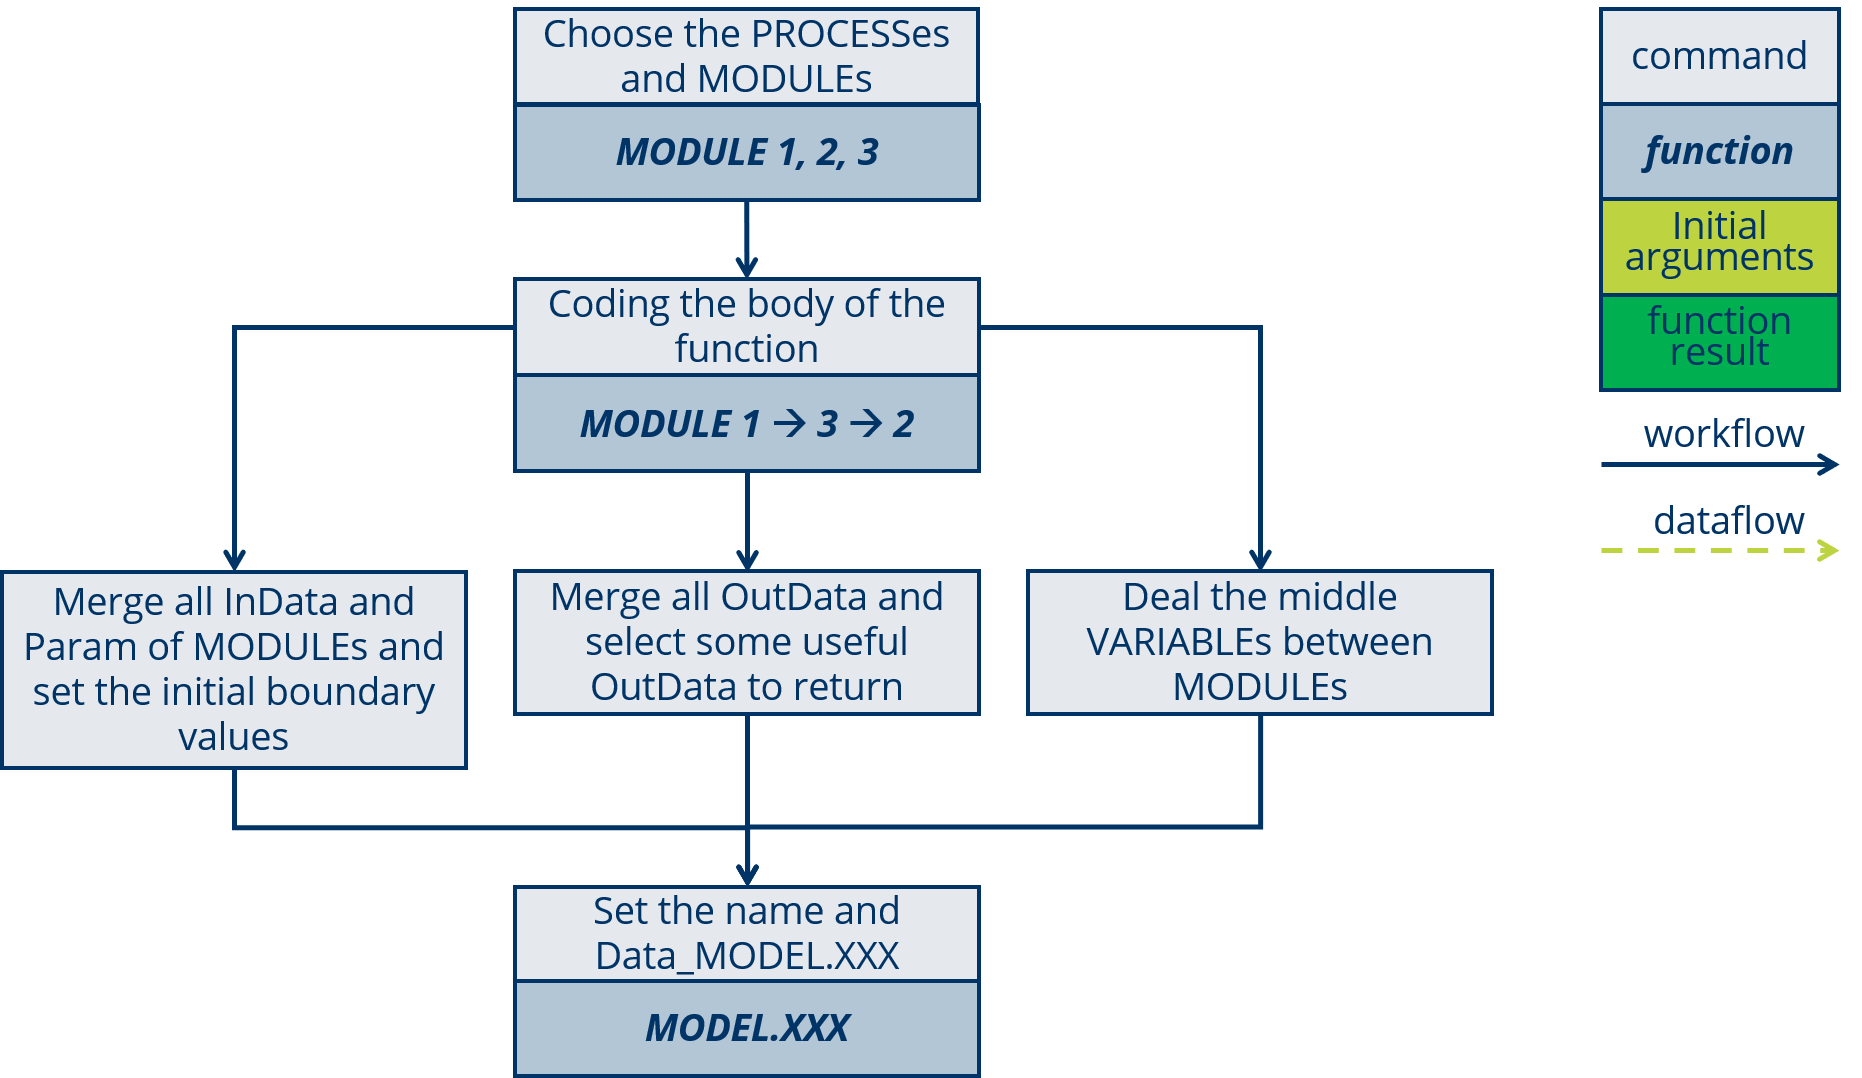 Choose the PROCESSes
and MODULEs
MODULE 1, 2, 3
Coding the body of the
function
MODULE 1 → 3 → 2
Merge all InData and
Param of MODULEs and
set the initial boundary
values
Merge all OutData and
select some useful
OutData to return
Deal the middle
VARIABLEs between
MODULEs
Set the name and
Data_MODEL.XXX
MODEL.XXX
command
function
Initial
arguments
function
result
workflow
dataflow